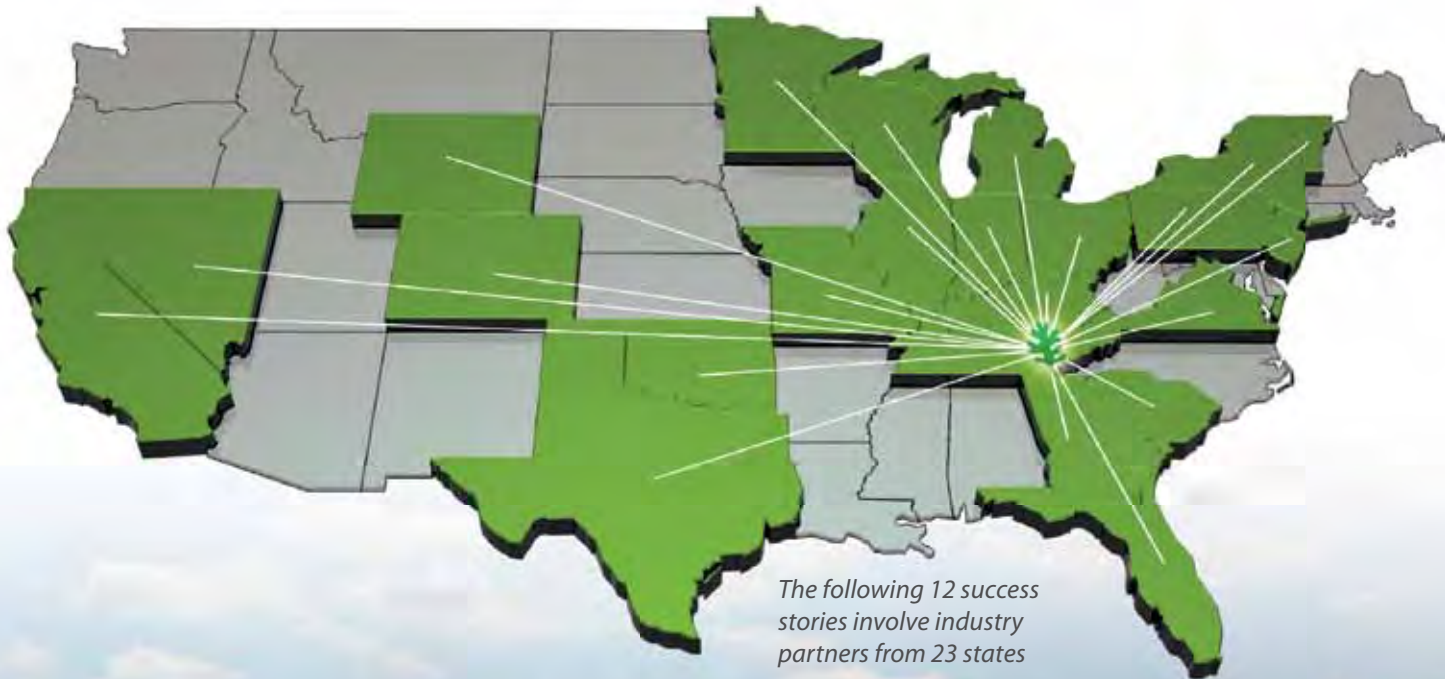 The following 12 success
stories involve industry
partners from 23 states